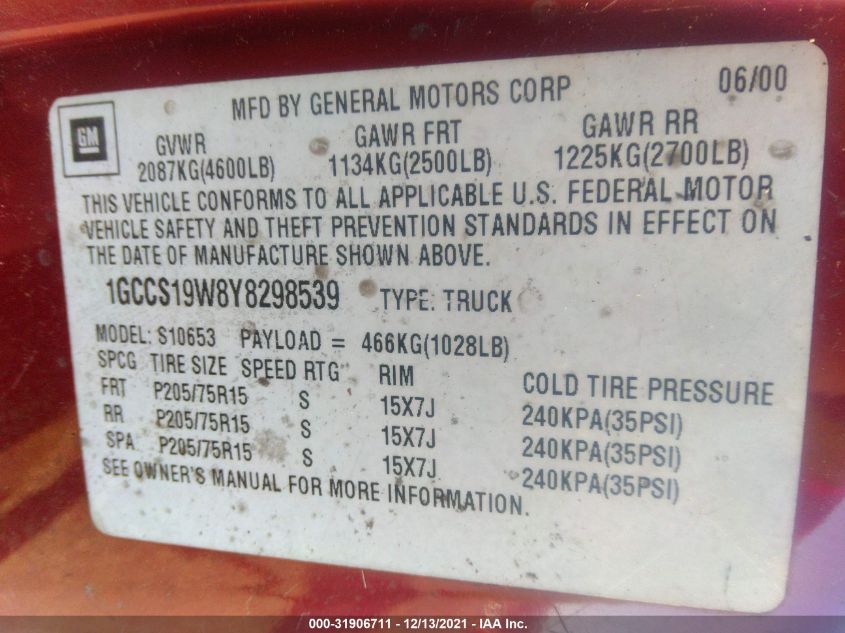 MFD BY GENERAL MOTORS CORP 06/00
GM
GVWR GAWR FRT GAWR RR
2087KG(4600LB) 1134KG(2500LB) 1225KG(2700LB)
THIS VEHICLE CONFORMS TO ALL APPLICABLE U.S. FEDERAL MOTOR
VEHICLE SAFETY AND THEFT PREVENTION STANDARDS IN EFFECT ON
THE DATE OF MANUFACTURE SHOWN ABOVE.
1GCCS19W8Y8298539 TYPE: TRUCK
MODEL: S10653 PAYLOAD = 466KG(1028LB)
SPCG TIRE SIZE SPEED RTG RIM COLD TIRE PRESSURE
FRT P205/75R15 S 15X7J 240KPA(35PSI)
RR P205/75R15 S 15X7J 240KPA(35PSI)
SPA P205/75R15 S 15X7J 240KPA(35PSI)
SEE OWNER'S MANUAL FOR MORE INFORMATION.
000-31906711 - 12/13/2021 - IAA Inc.